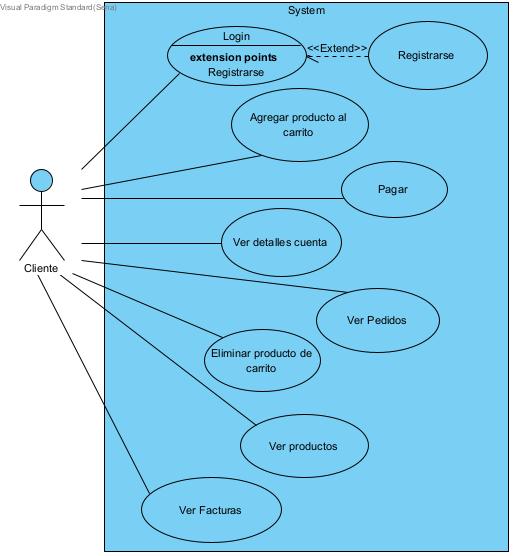 Visual Paradigm Standard(Sena)
System
Login
extension points
Registrarse
<<Extend>>
Registrarse
Agregar producto al
carrito
Pagar
Ver detalles cuenta
Cliente
Ver Pedidos
Eliminar producto de
carrito
Ver productos
Ver Facturas